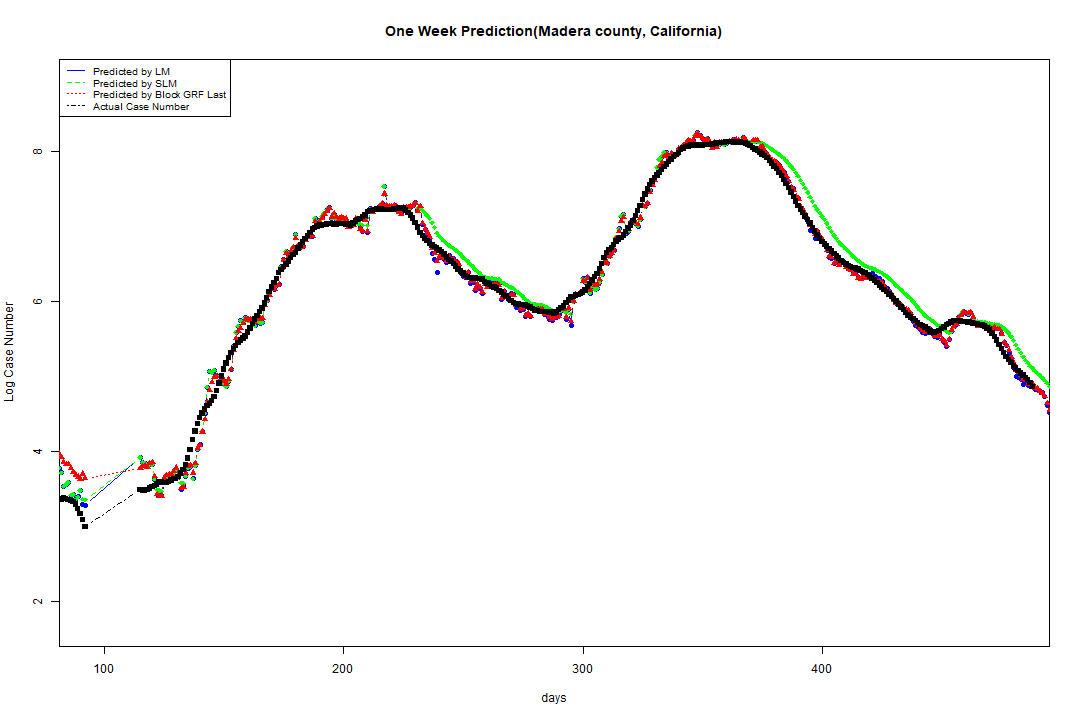 One Week Prediction(Madera county, California)
Predicted by LM
Predicted by SLM
Predicted by Block GRF Last
Actual Case Number
Log Case Number
8
6
4
2
100 200 300 400
days